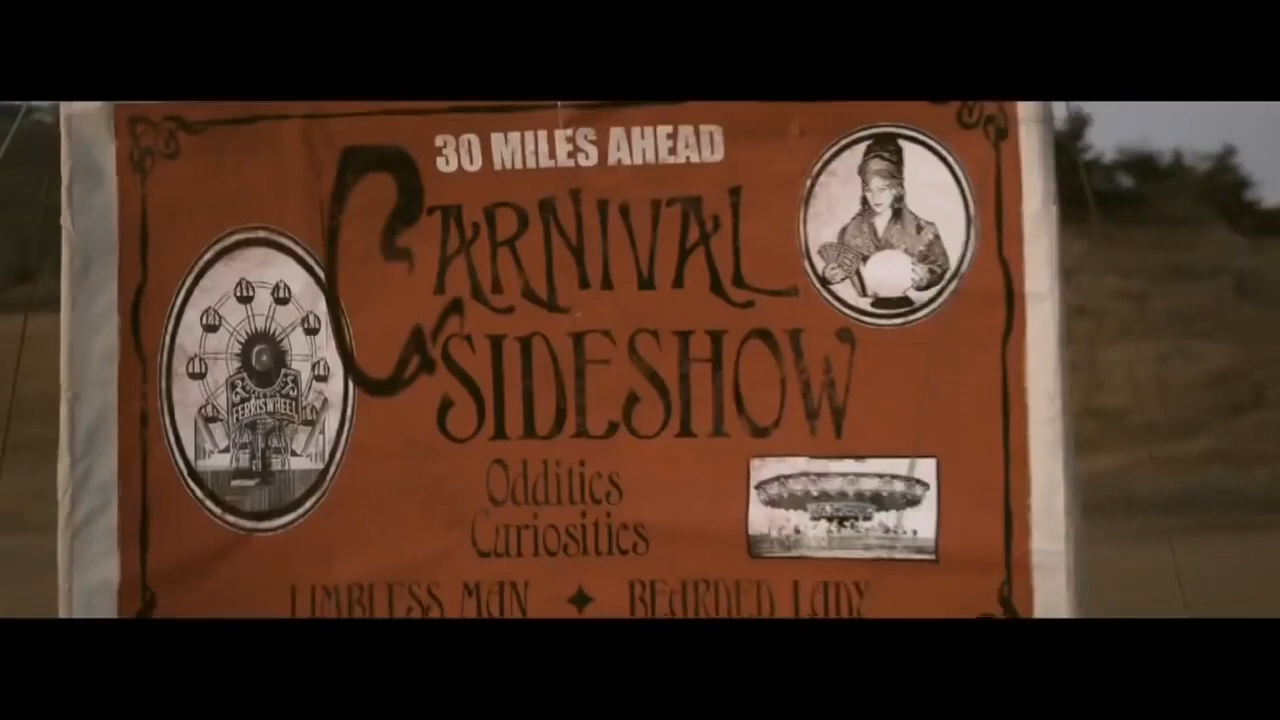 30 MILES AHEAD
CARNIVAL
SIDESHOW
FERRIS WHEEL
Oddities
Curiosities
LIMBLESS MAN ✦ BEARDED LADY